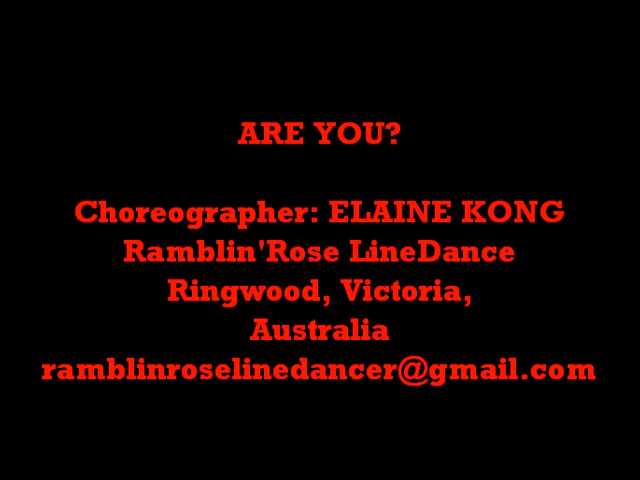 ARE YOU?
Choreographer: ELAINE KONG
Ramblin'Rose LineDance
Ringwood, Victoria,
Australia
ramblinroselinedancer@gmail.com